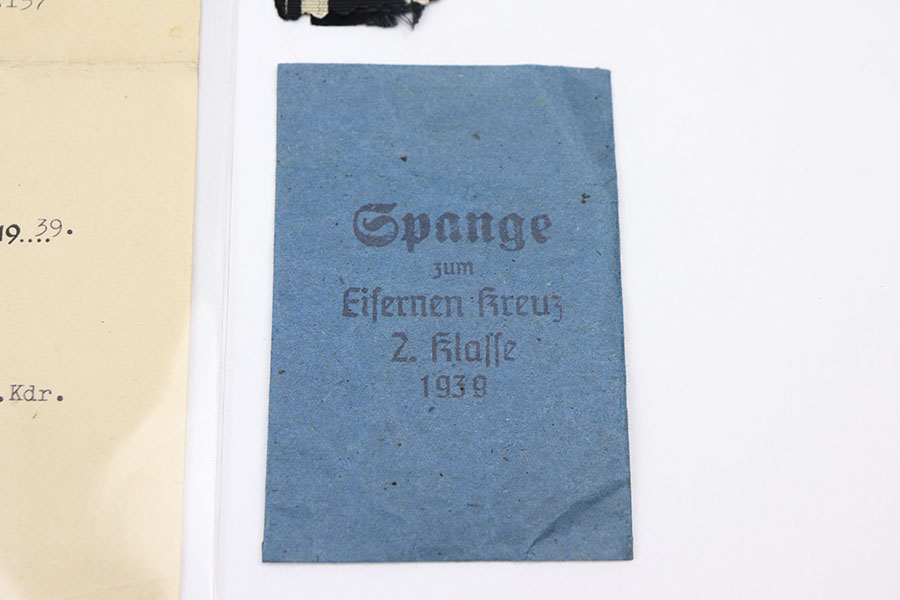 19....39.
.Kdr.
Spange
zum
Eisernen Kreuz
2. Klasse
1939